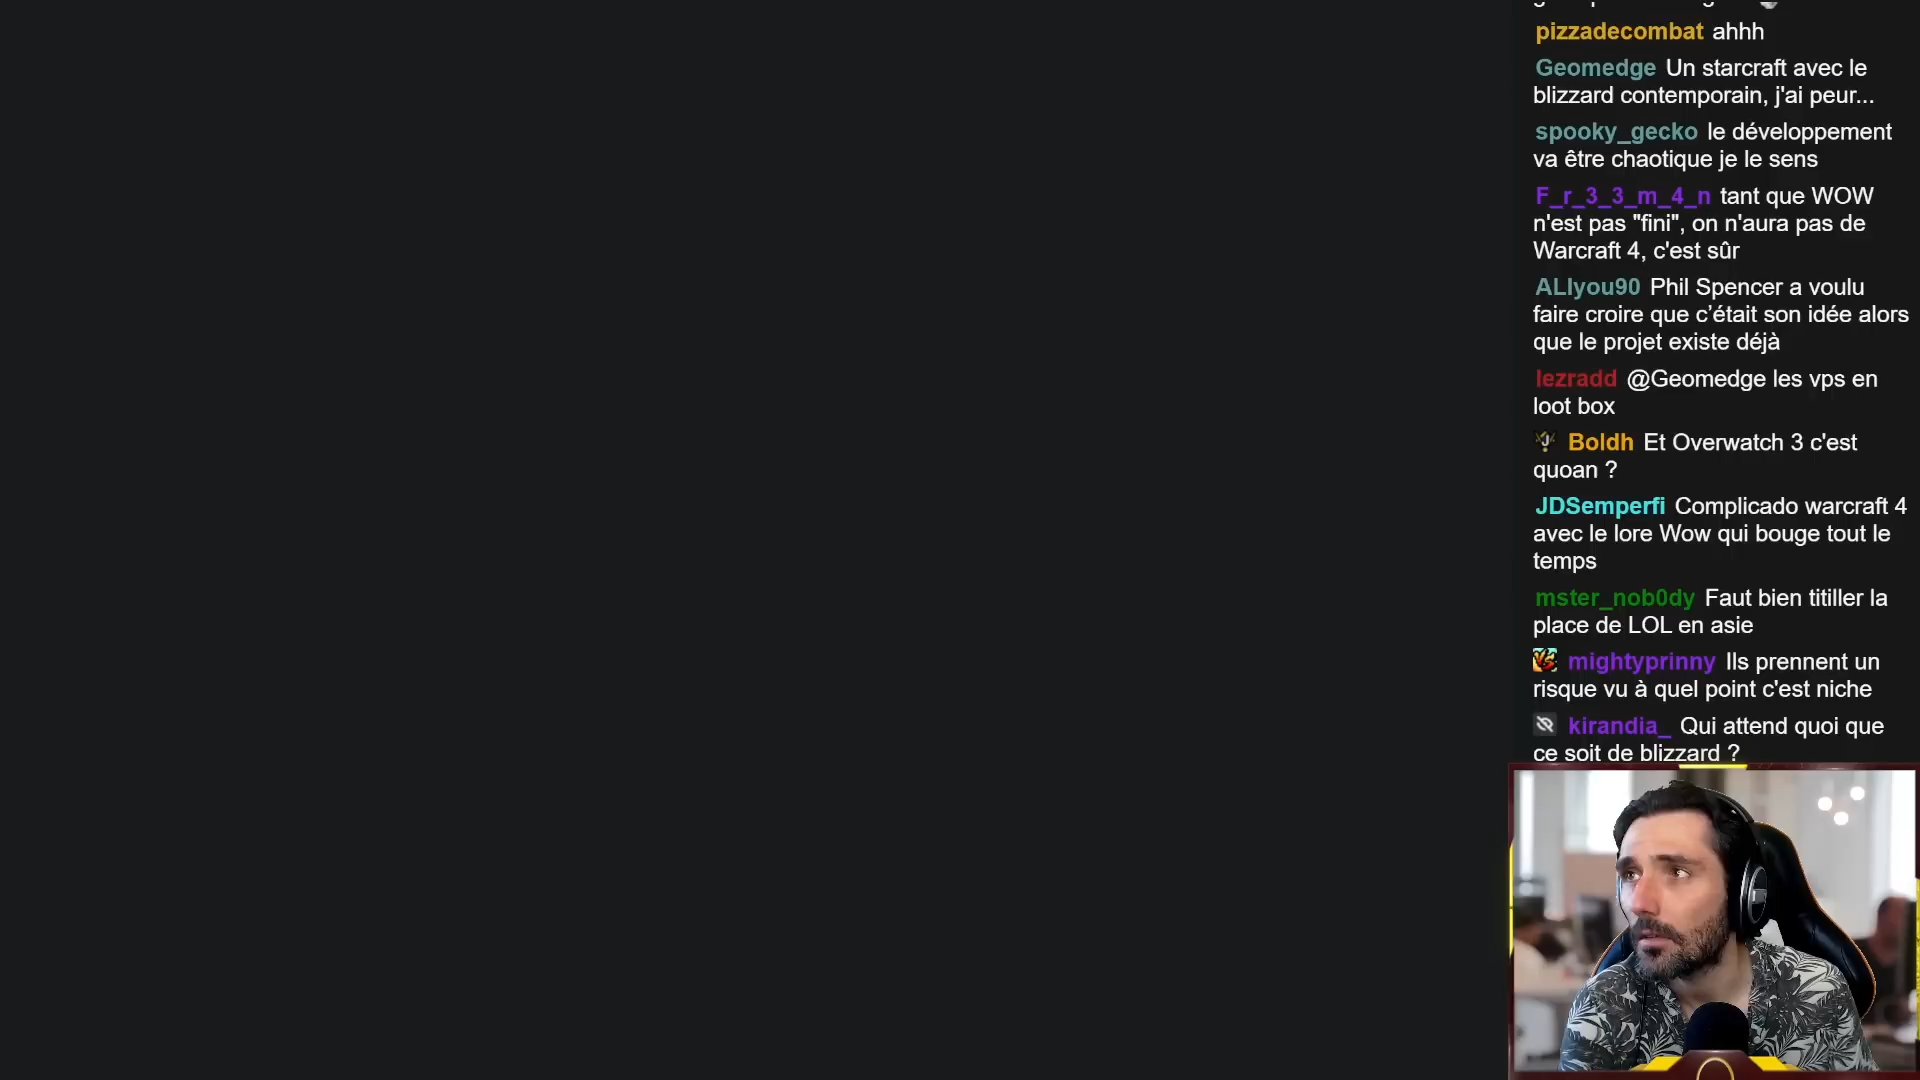 pizzadecombat ahhh
Geomedge Un starcraft avec le
blizzard contemporain, j'ai peur...
spooky_gecko le développement
va être chaotique je le sens
F_r_3_3_m_4_n tant que WOW
n'est pas "fini", on n'aura pas de
Warcraft 4, c'est sûr
ALIyou90 Phil Spencer a voulu
faire croire que c’était son idée alors
que le projet existe déjà
lezradd @Geomedge les vps en
loot box
Boldh Et Overwatch 3 c'est
quoan ?
JDSemperfi Complicado warcraft 4
avec le lore Wow qui bouge tout le
temps
mster_nob0dy Faut bien titiller la
place de LOL en asie
VS mightyprinny Ils prennent un
risque vu à quel point c'est niche
kirandia_ Qui attend quoi que
ce soit de blizzard ?